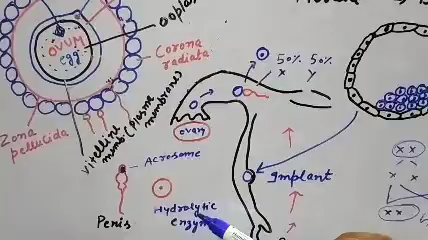 ooplas
OVUM
egg
Corona
radiata
Zona
pellucida
vitelline
memb (Plasma
membrane)
Acrosome
Hydrolytic
enzym
Penis
ovary
50% 50%
x y
Implant
xx
xx